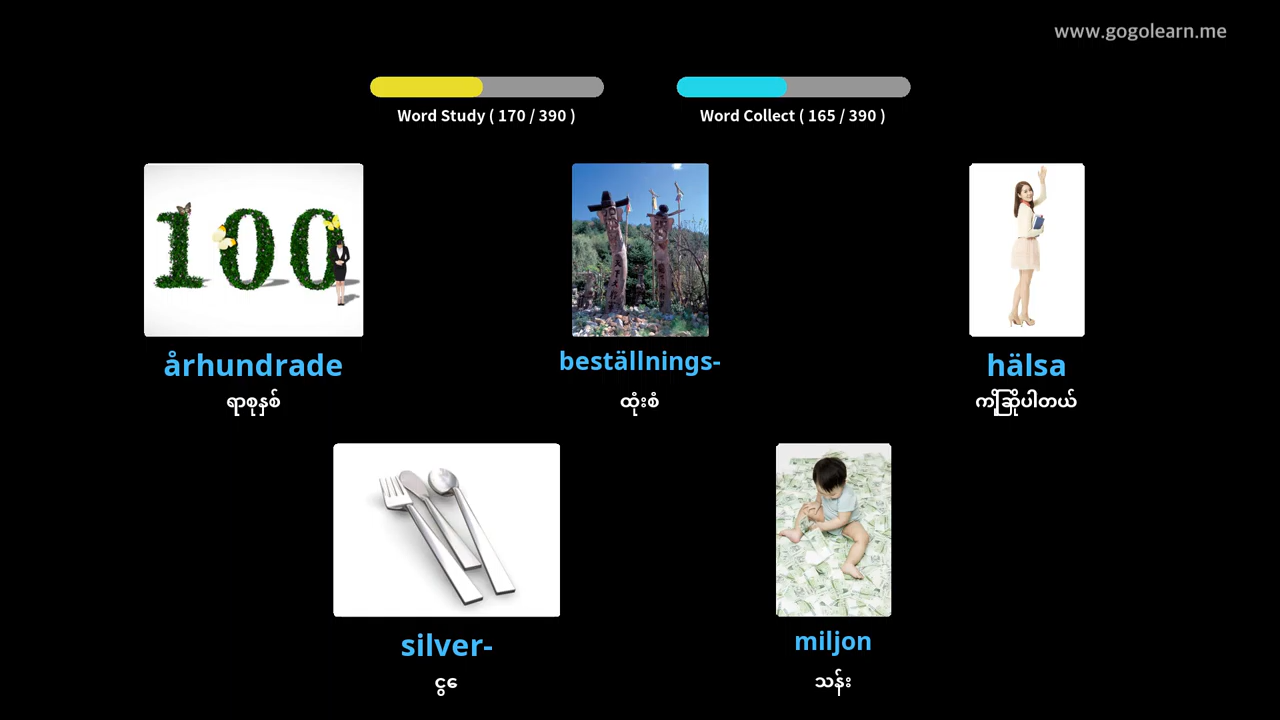 www.gogolearn.me
Word Study ( 170 / 390 )
Word Collect ( 165 / 390 )
100
århundrade
ရာစုနှစ်
beställnings-
ထုံးစံ
hälsa
ကြိုဆိုပါတယ်
silver-
ငွေ
miljon
သန်း